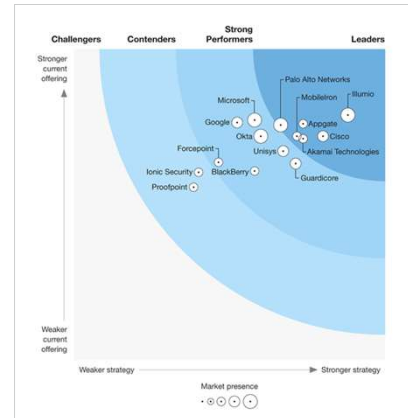 Challengers
Contenders
Strong
Performers
Leaders
Stronger
current
offering
Palo Alto Networks
MobileIron
Illumio
Microsoft
Google
Appgate
Okta
Cisco
Unisys
Akamai Technologies
Forcepoint
Ionic Security
BlackBerry
Guardicore
Proofpoint
Weaker
current
offering
Weaker strategy
Stronger strategy
Market presence